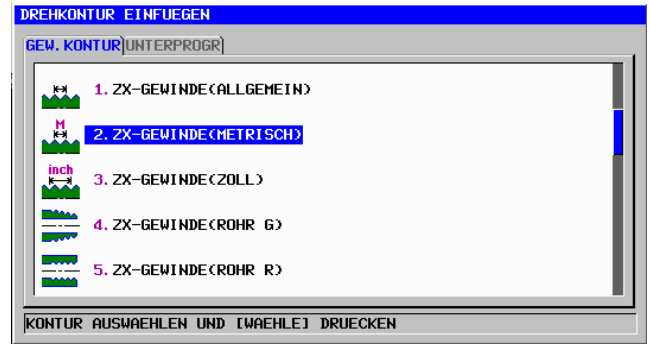 DREHKONTUR EINFUEGEN
GEW. KONTUR UNTERPROGR
1. ZX-GEWINDE(ALLGEMEIN)
M
2. ZX-GEWINDE(METRISCH)
inch
3. ZX-GEWINDE(ZOLL)
4. ZX-GEWINDE(ROHR G)
5. ZX-GEWINDE(ROHR R)
KONTUR AUSWAEHLEN UND [WAEHLE] DRUECKEN